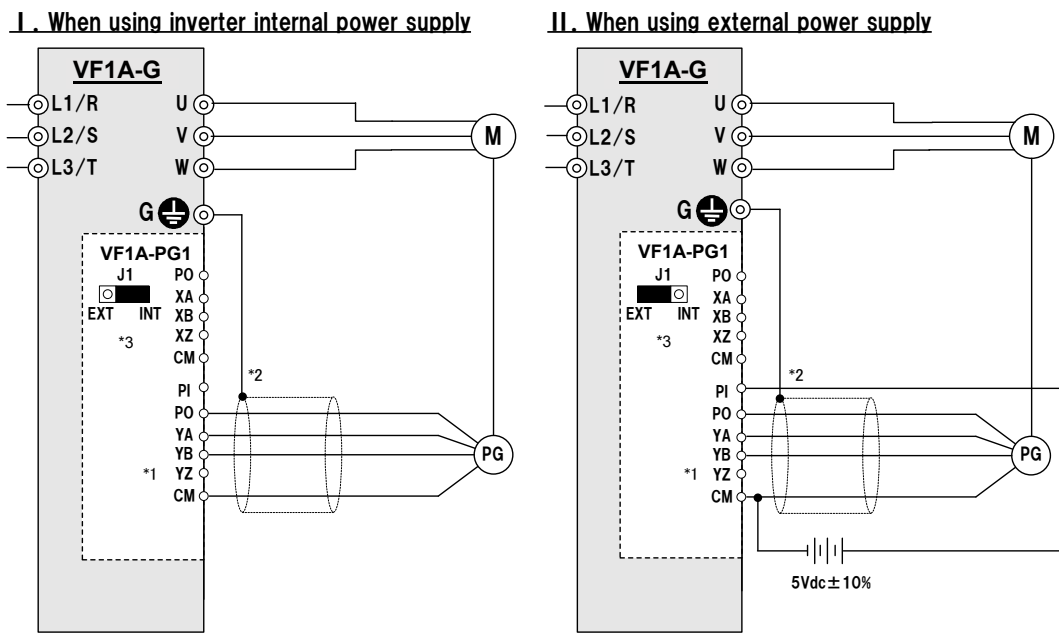 I. When using inverter internal power supply
VF1A-G
L1/R
U
L2/S
V
M
L3/T
W
G
VF1A-PG1
J1
PO
XA
EXT INT
XB
*3
XZ
CM
PI
*2
PO
YA
YB
PG
*1
YZ
CM
II. When using external power supply
VF1A-G
L1/R
U
L2/S
V
M
L3/T
W
G
VF1A-PG1
J1
PO
XA
EXT INT
XB
*3
XZ
CM
PI
*2
PO
YA
YB
PG
*1
YZ
CM
5Vdc±10%